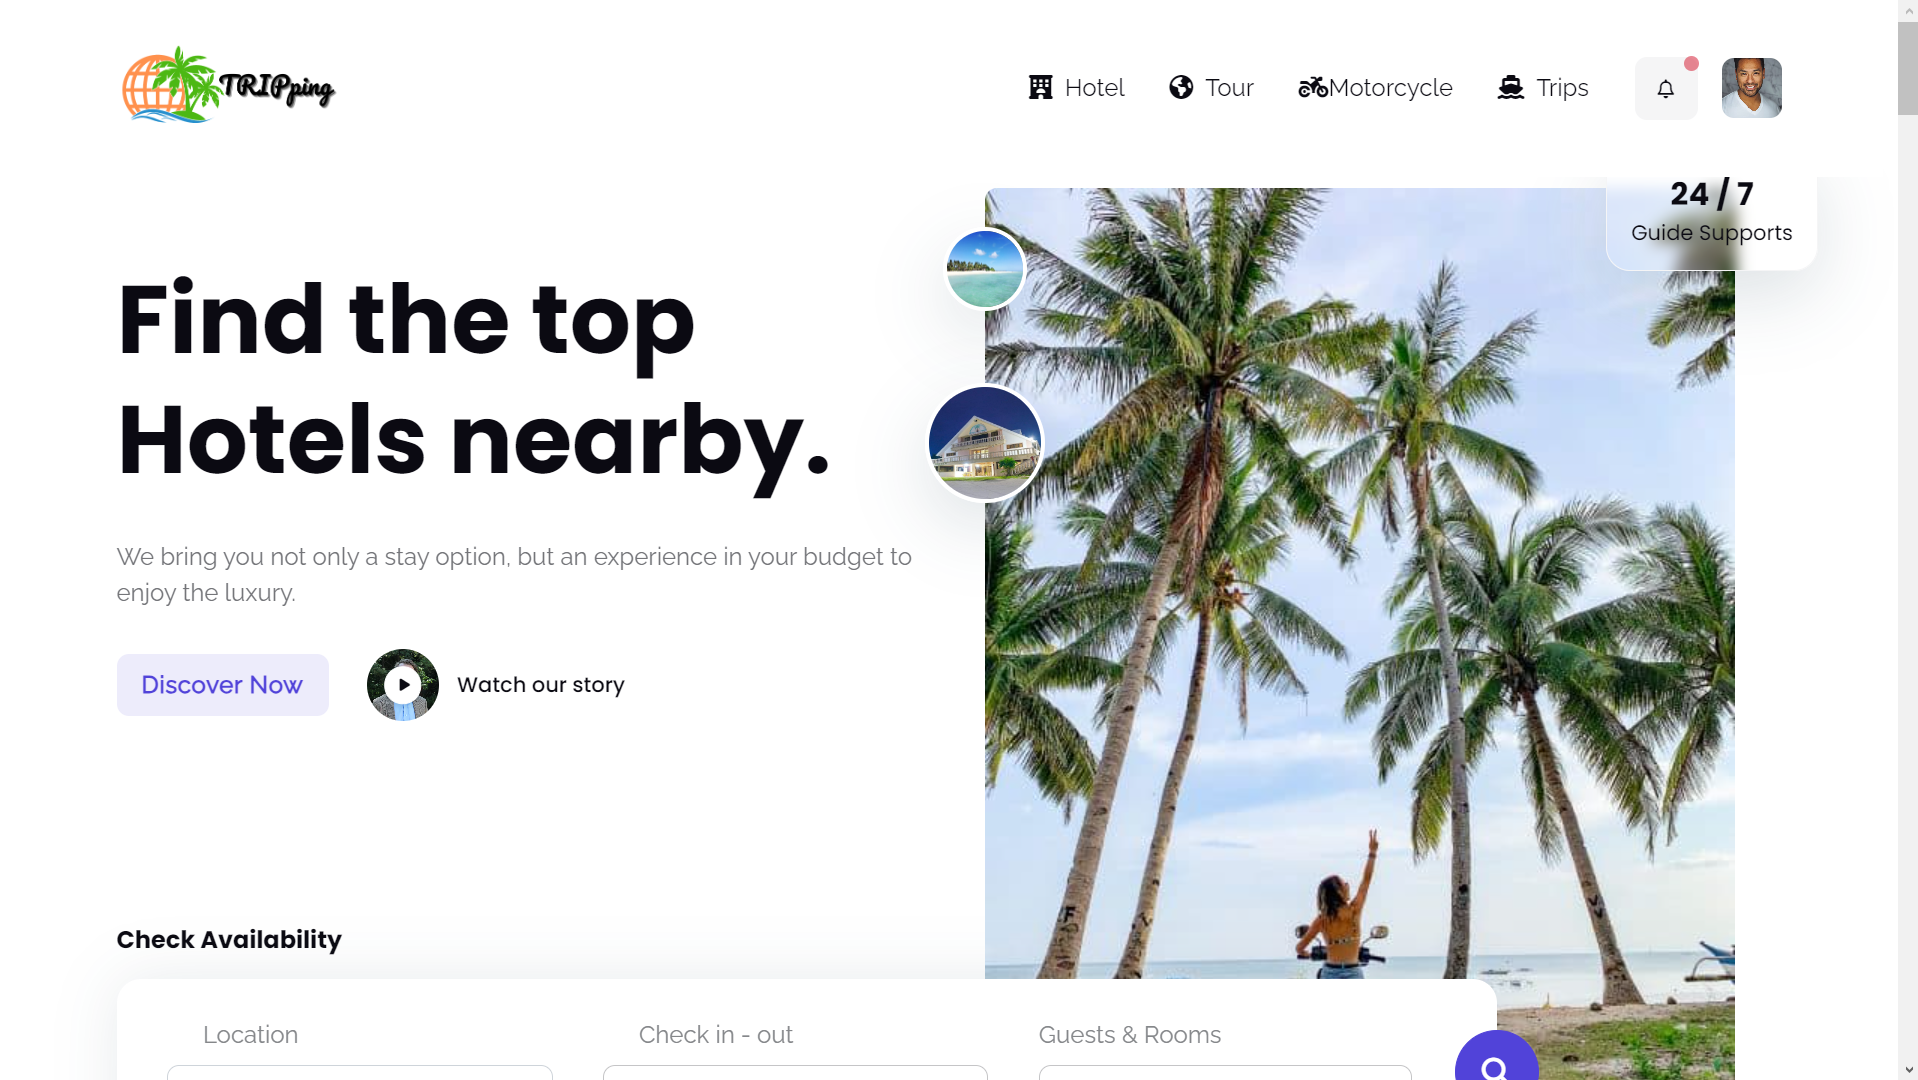 TRIPping
Hotel
Tour
Motorcycle
Trips
24 / 7
Guide Supports
Find the top
Hotels nearby.
We bring you not only a stay option, but an experience in your budget to
enjoy the luxury.
Discover Now
Watch our story
Check Availability
Location
Check in - out
Guests & Rooms